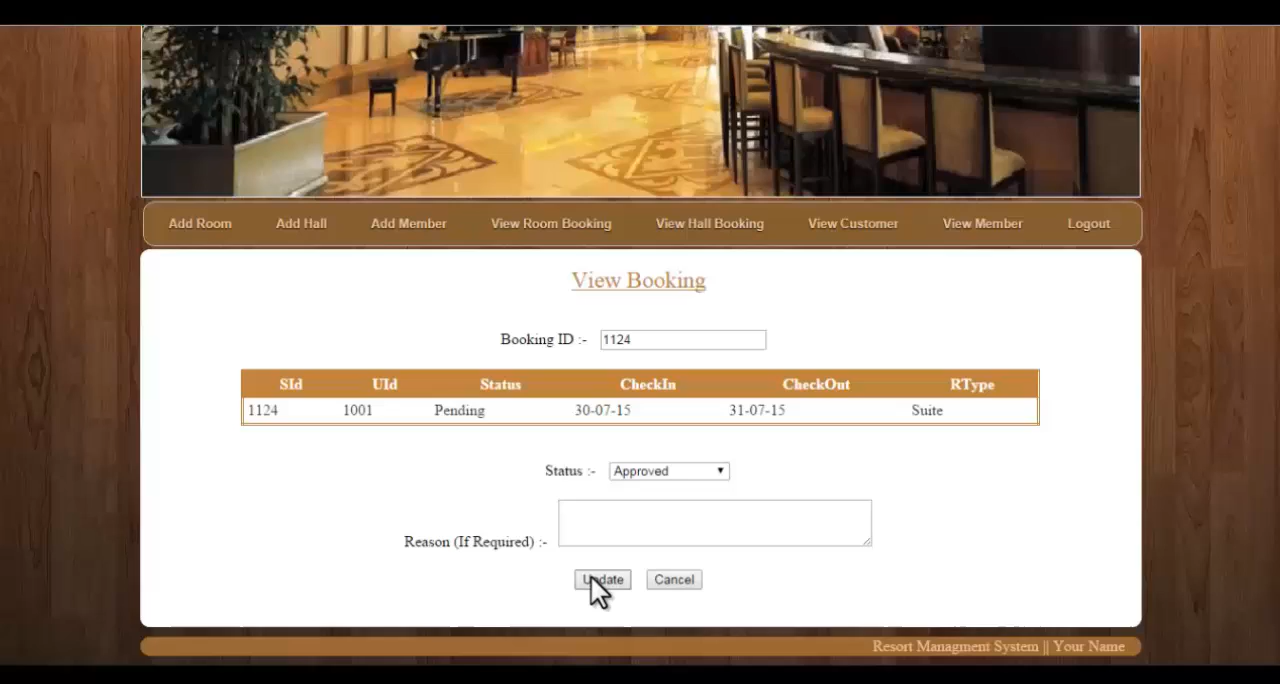 Add Room Add Hall Add Member View Room Booking View Hall Booking View Customer View Member Logout
View Booking
Booking ID :- 1124
SId UId Status CheckIn CheckOut RType
1124 1001 Pending 30-07-15 31-07-15 Suite
Status :- Approved
Reason (If Required) :-
Update Cancel
Resort Managment System || Your Name